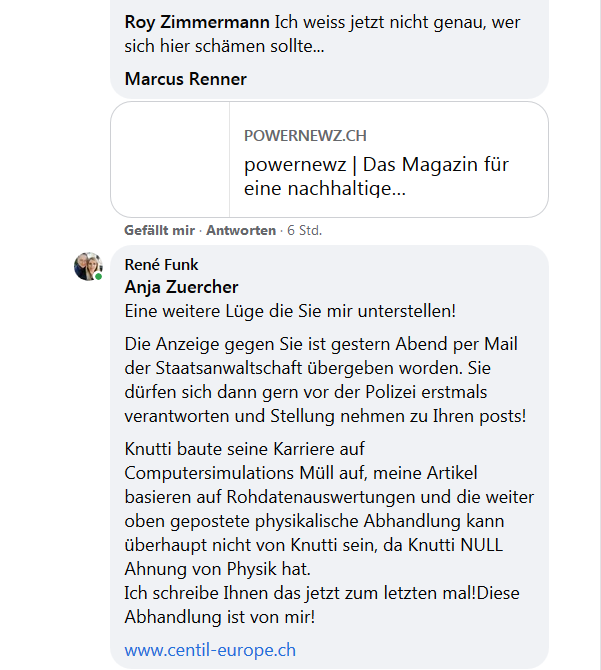 Roy Zimmermann Ich weiss jetzt nicht genau, wer
sich hier schämen sollte...
Marcus Renner
POWERNEWZ.CH
powernewz | Das Magazin für
eine nachhaltige...
Gefällt mir · Antworten · 6 Std.
René Funk
Anja Zuercher
Eine weitere Lüge die Sie mir unterstellen!
Die Anzeige gegen Sie ist gestern Abend per Mail
der Staatsanwaltschaft übergeben worden. Sie
dürfen sich dann gern vor der Polizei erstmals
verantworten und Stellung nehmen zu Ihren posts!
Knutti baute seine Karriere auf
Computersimulations Müll auf, meine Artikel
basieren auf Rohdatenauswertungen und die weiter
oben gepostete physikalische Abhandlung kann
überhaupt nicht von Knutti sein, da Knutti NULL
Ahnung von Physik hat.
Ich schreibe Ihnen das jetzt zum letzten mal!Diese
Abhandlung ist von mir!
www.centil-europe.ch